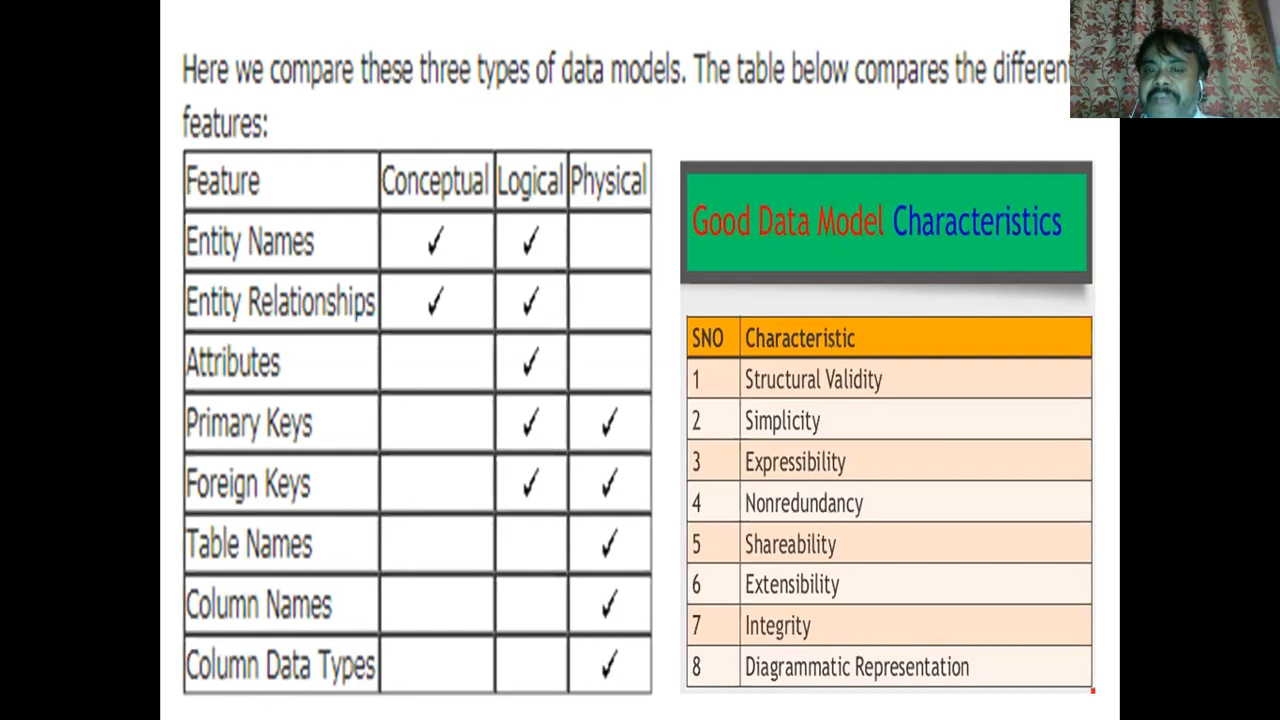 Here we compare these three types of data models. The table below compares the different
features:
Feature Conceptual Logical Physical
Entity Names ✓ ✓
Entity Relationships ✓ ✓
Attributes ✓
Primary Keys ✓ ✓
Foreign Keys ✓ ✓
Table Names ✓
Column Names ✓
Column Data Types ✓
Good Data Model Characteristics
SNO Characteristic
1 Structural Validity
2 Simplicity
3 Expressibility
4 Nonredundancy
5 Shareability
6 Extensibility
7 Integrity
8 Diagrammatic Representation